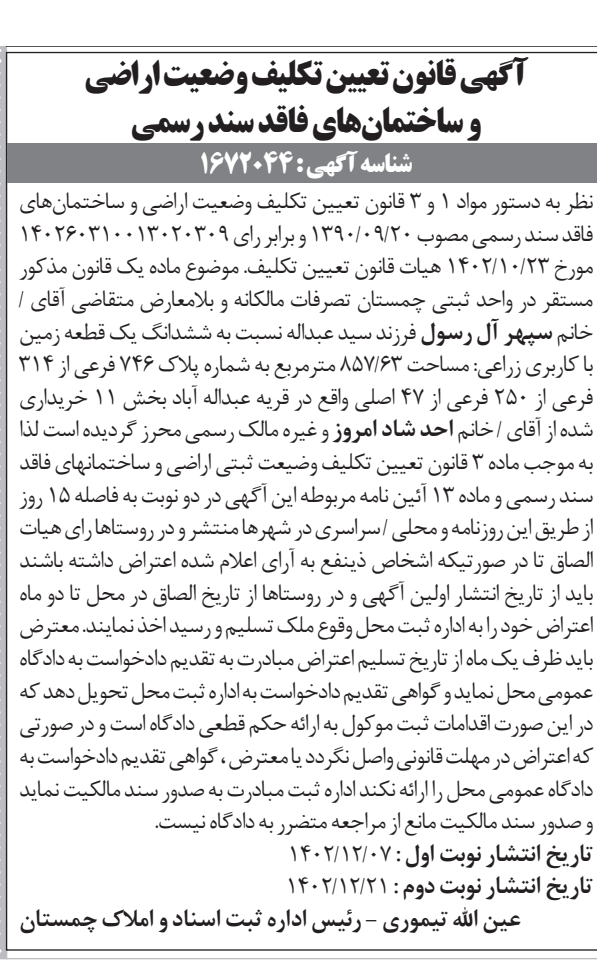 آگهی قانون تعیین تکلیف وضعیت اراضی
و ساختمان‌های فاقد سند رسمی
شناسه آگهی: ۱۶۷۲۰۴۴
نظر به دستور مواد ۱ و ۳ قانون تعیین تکلیف وضعیت اراضی و ساختمان‌های
فاقد سند رسمی مصوب ۱۳۹۰/۰۹/۲۰ و برابر رای ۱۴۰۲۶۰۳۱۰۰۱۳۰۲۰۳۰۹
مورخ ۱۴۰۲/۱۰/۲۳ هیات قانون تعیین تکلیف. موضوع ماده یک قانون مذکور
مستقر در واحد ثبتی چمستان تصرفات مالکانه و بلامعارض متقاضی آقای /
خانم سپهر آل رسول فرزند سید عبداله نسبت به ششدانگ یک قطعه زمین
با کاربری زراعی: مساحت ۸۵۷/۶۳ مترمربع به شماره پلاک ۷۴۶ فرعی از ۳۱۴
فرعی از ۲۵۰ فرعی از ۴۷ اصلی واقع در قریه عبداله آباد بخش ۱۱ خریداری
شده از آقای / خانم احد شاد امروز و غیره مالک رسمی محرز گردیده است لذا
به موجب ماده ۳ قانون تعیین تکلیف وضیعت ثبتی اراضی و ساختمانهای فاقد
سند رسمی و ماده ۱۳ آئین نامه مربوطه این آگهی در دو نوبت به فاصله ۱۵ روز
از طریق این روزنامه و محلی / سراسری در شهرها منتشر و در روستاها رای هیات
الصاق تا در صورتیکه اشخاص ذینفع به آرای اعلام شده اعتراض داشته باشند
باید از تاریخ انتشار اولین آگهی و در روستاها از تاریخ الصاق در محل تا دو ماه
اعتراض خود را به اداره ثبت محل وقوع ملک تسلیم و رسید اخذ نمایند. معترض
باید ظرف یک ماه از تاریخ تسلیم اعتراض مبادرت به تقدیم دادخواست به دادگاه
عمومی محل نماید و گواهی تقدیم دادخواست به اداره ثبت محل تحویل دهد که
در این صورت اقدامات ثبت موکول به ارائه حکم قطعی دادگاه است و در صورتی
که اعتراض در مهلت قانونی واصل نگردد یا معترض، گواهی تقدیم دادخواست به
دادگاه عمومی محل را ارائه نکند اداره ثبت مبادرت به صدور سند مالکیت نماید
و صدور سند مالکیت مانع از مراجعه متضرر به دادگاه نیست.
تاریخ انتشار نوبت اول: ۱۴۰۲/۱۲/۰۷
تاریخ انتشار نوبت دوم: ۱۴۰۲/۱۲/۲۱
عین الله تیموری - رئیس اداره ثبت اسناد و املاک چمستان